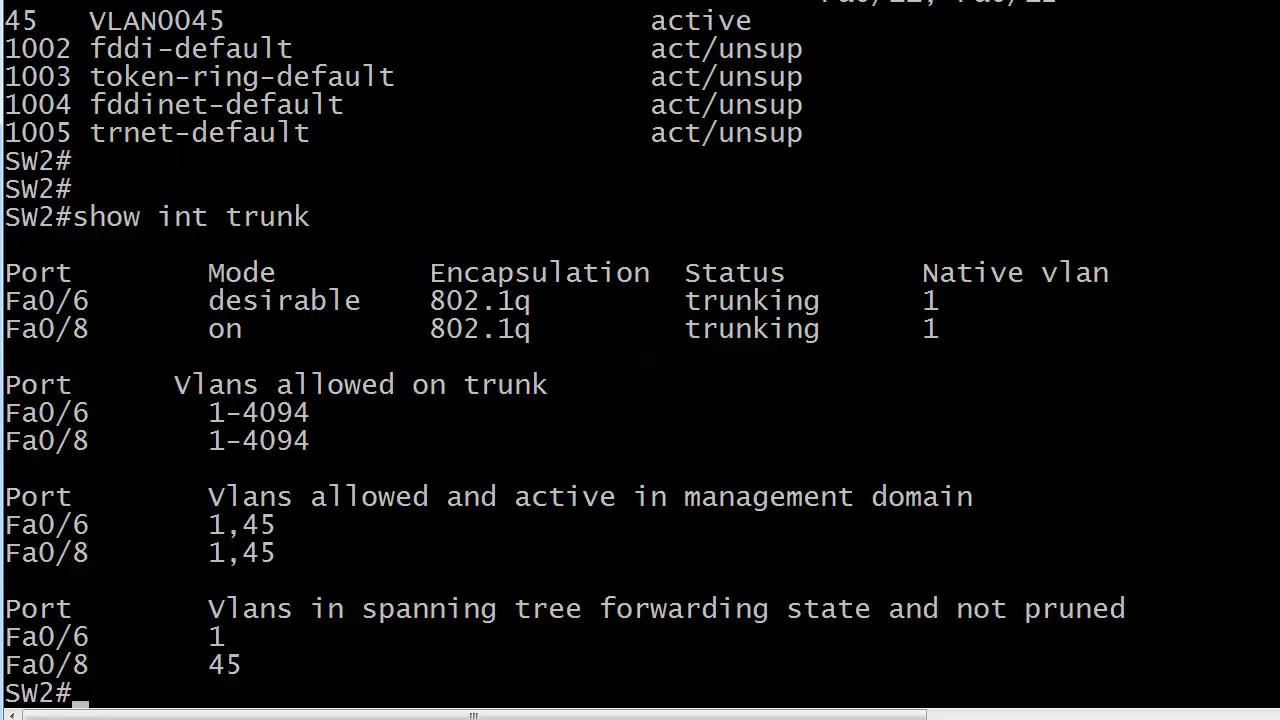 45   VLAN0045                         active
1002 fddi-default                     act/unsup
1003 token-ring-default               act/unsup
1004 fddinet-default                  act/unsup
1005 trnet-default                    act/unsup
SW2#
SW2#
SW2#show int trunk
Port        Mode         Encapsulation  Status        Native vlan
Fa0/6       desirable    802.1q         trunking      1
Fa0/8       on           802.1q         trunking      1
Port      Vlans allowed on trunk
Fa0/6       1-4094
Fa0/8       1-4094
Port        Vlans allowed and active in management domain
Fa0/6       1,45
Fa0/8       1,45
Port        Vlans in spanning tree forwarding state and not pruned
Fa0/6       1
Fa0/8       45
SW2#